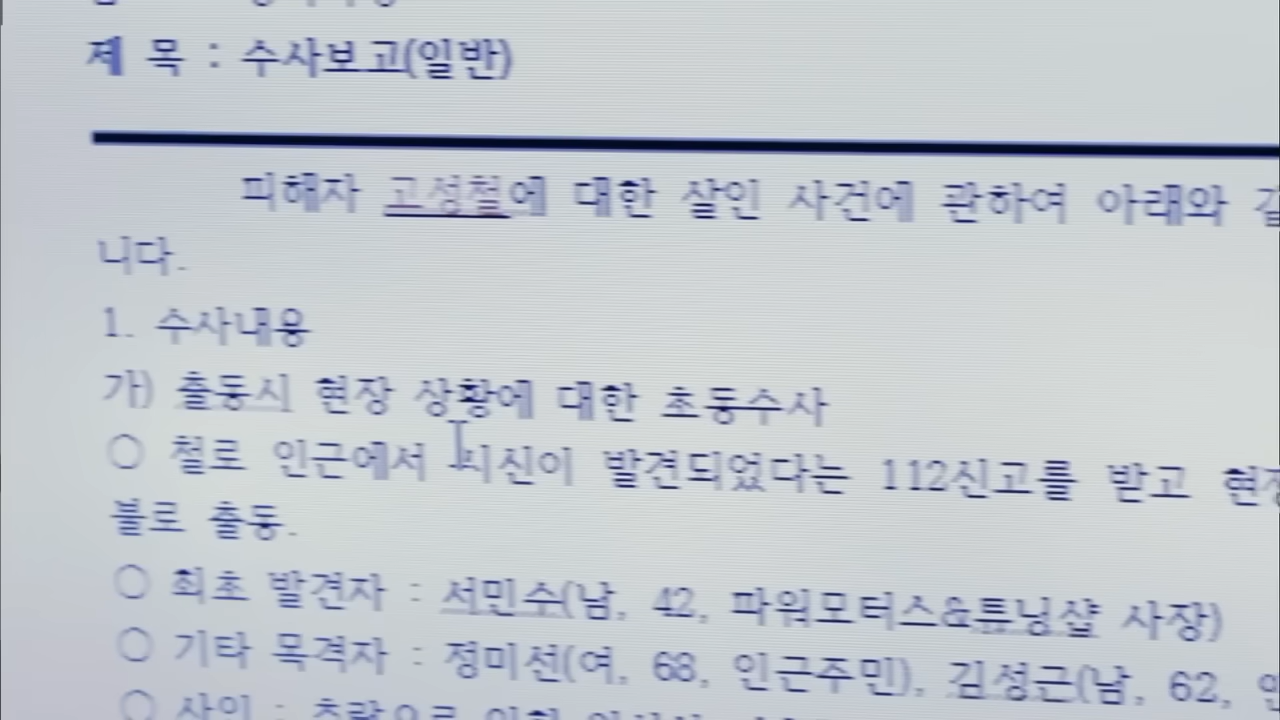 제 목 : 수사보고(일반)
피해자 고성철에 대한 살인 사건에 관하여 아래와
니다.
1. 수사내용
가) 출동시 현장 상황에 대한 초동수사
○ 철로 인근에서 시신이 발견되었다는 112신고를 받고
불로 출동.
○ 최초 발견자 : 서민수(남, 42, 파워모터스&튜닝샵 사장)
○ 기타 목격자 : 정미선(여, 68, 인근주민), 김성근(남, 62,
○ 사인 :